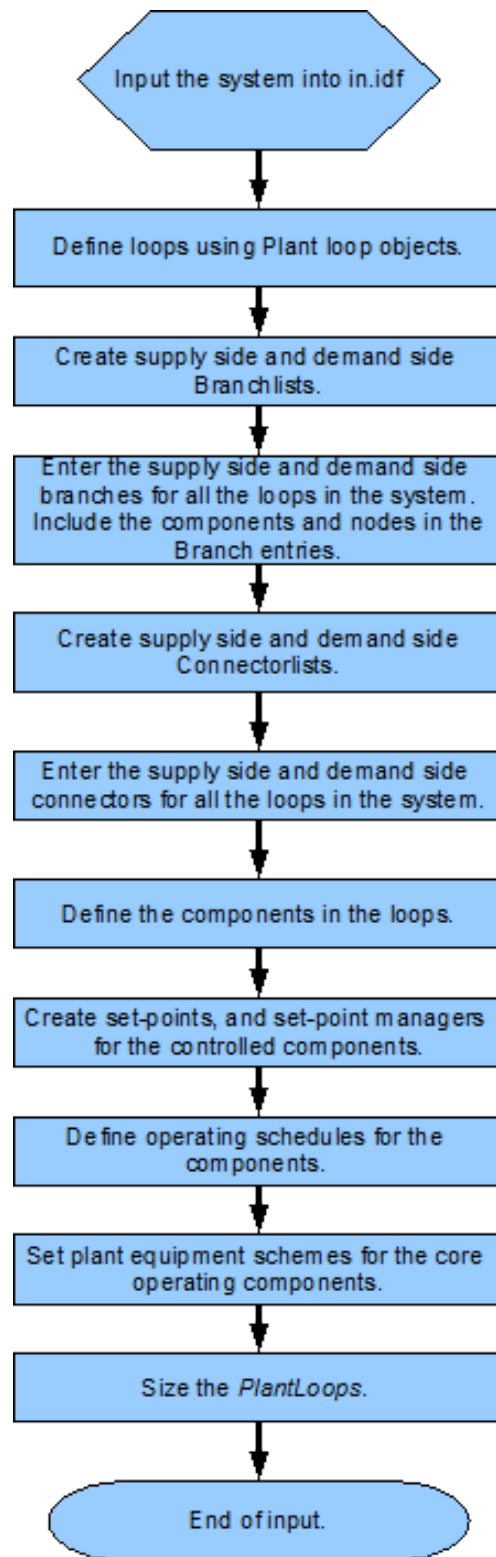 Input the system into in.idf
Define loops using Plant loop objects.
Create supply side and demand side
Branchlists.
Enter the supply side and demand side
branches for all the loops in the system.
Include the components and nodes in the
Branch entries.
Create supply side and demand side
Connectorlists.
Enter the supply side and demand side
connectors for all the loops in the system.
Define the components in the loops.
Create set-points, and set-point managers
for the controlled components.
Define operating schedules for the
components.
Set plant equipment schemes for the core
operating components.
Size the PlantLoops.
End of input.